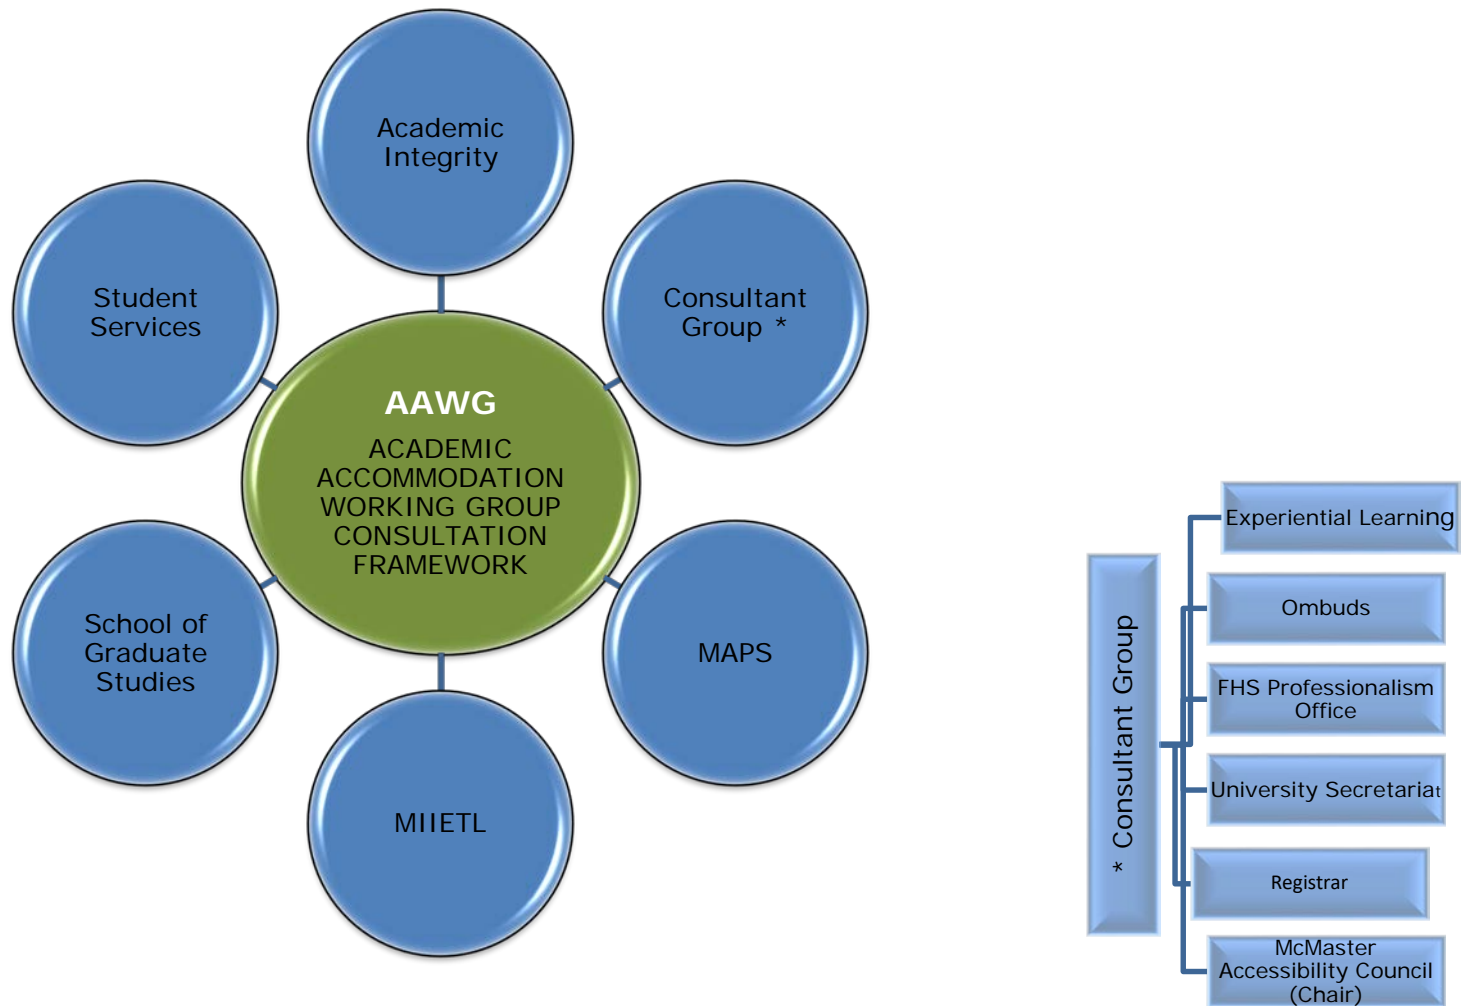 Academic
Integrity
Student
Services
Consultant
Group *
AAWG
ACADEMIC
ACCOMMODATION
WORKING GROUP
CONSULTATION
FRAMEWORK
School of
Graduate
Studies
MAPS
MIIETL
* Consultant Group
Experiential Learning
Ombuds
FHS Professionalism
Office
University Secretariat
Registrar
McMaster
Accessibility Council
(Chair)